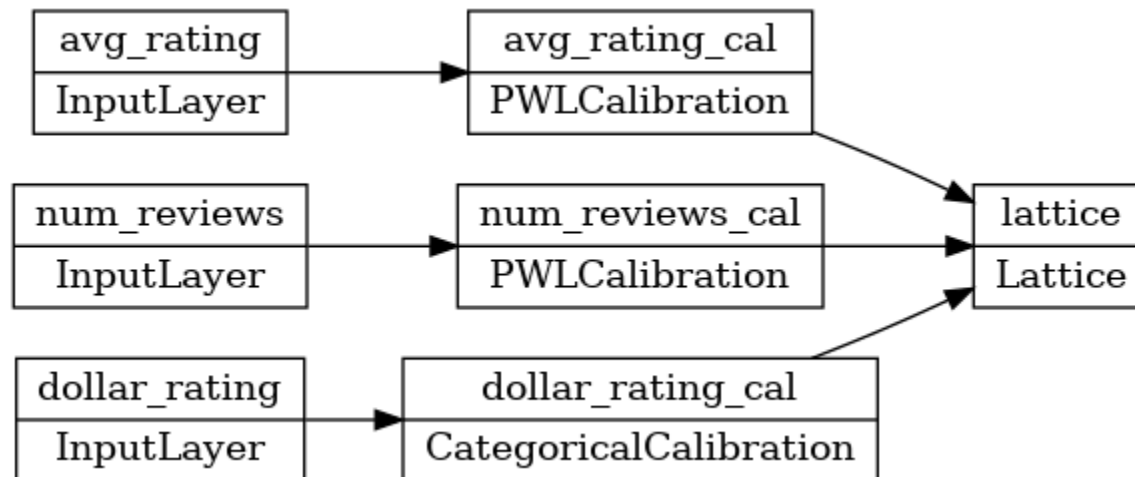 avg_rating
InputLayer
avg_rating_cal
PWLCalibration
num_reviews
InputLayer
num_reviews_cal
PWLCalibration
lattice
Lattice
dollar_rating
InputLayer
dollar_rating_cal
CategoricalCalibration